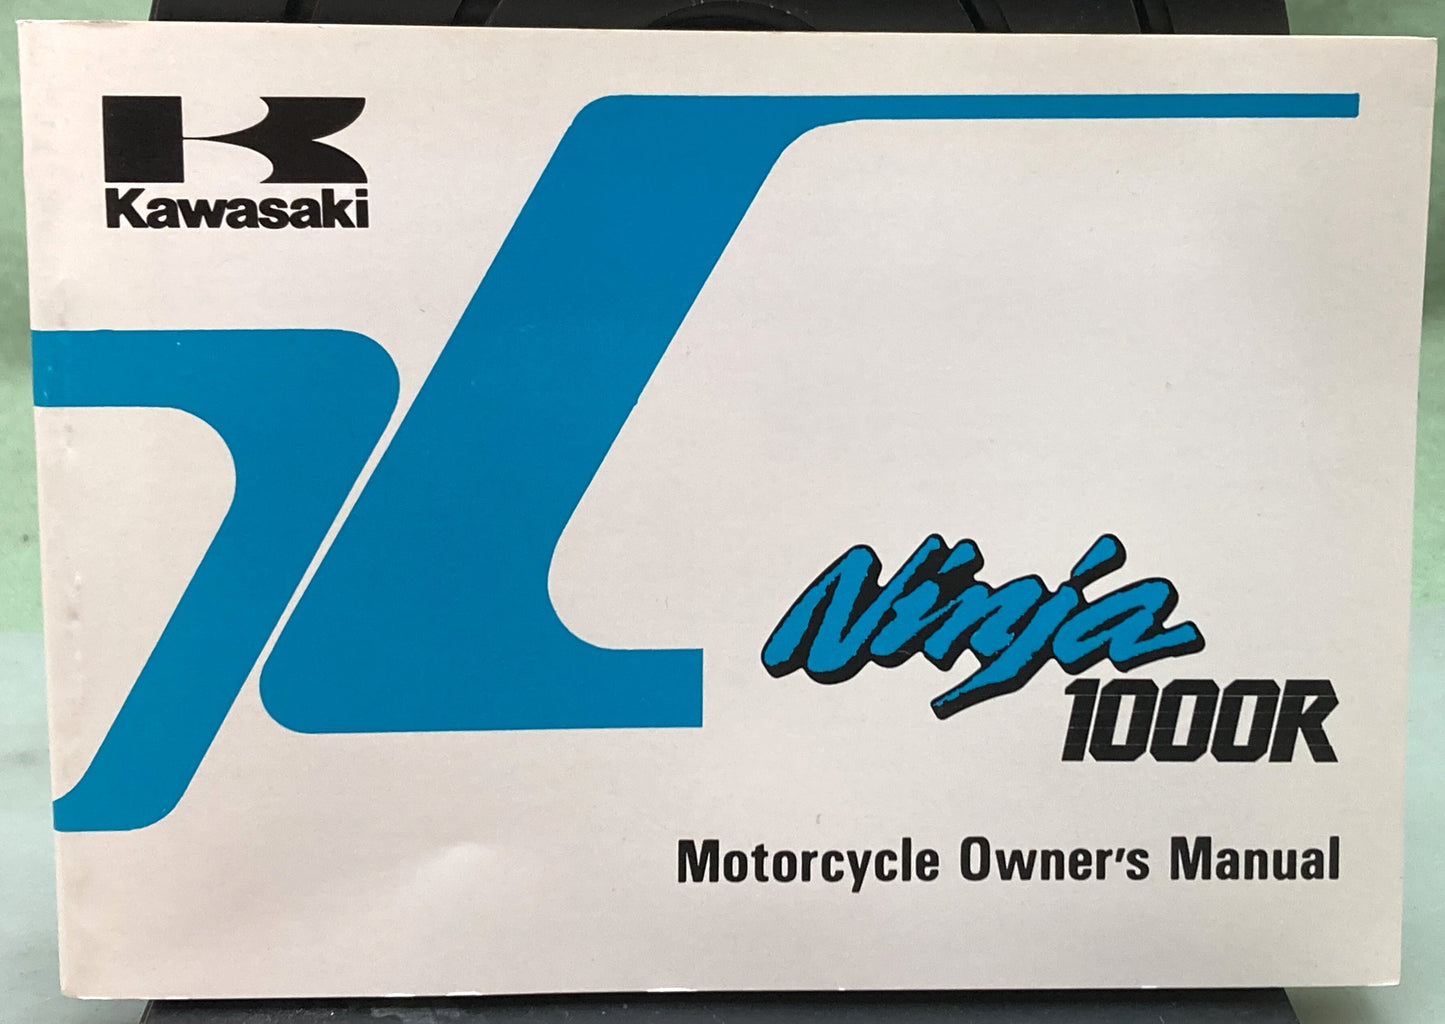 Kawasaki
Ninja
1000R
Motorcycle Owner's Manual